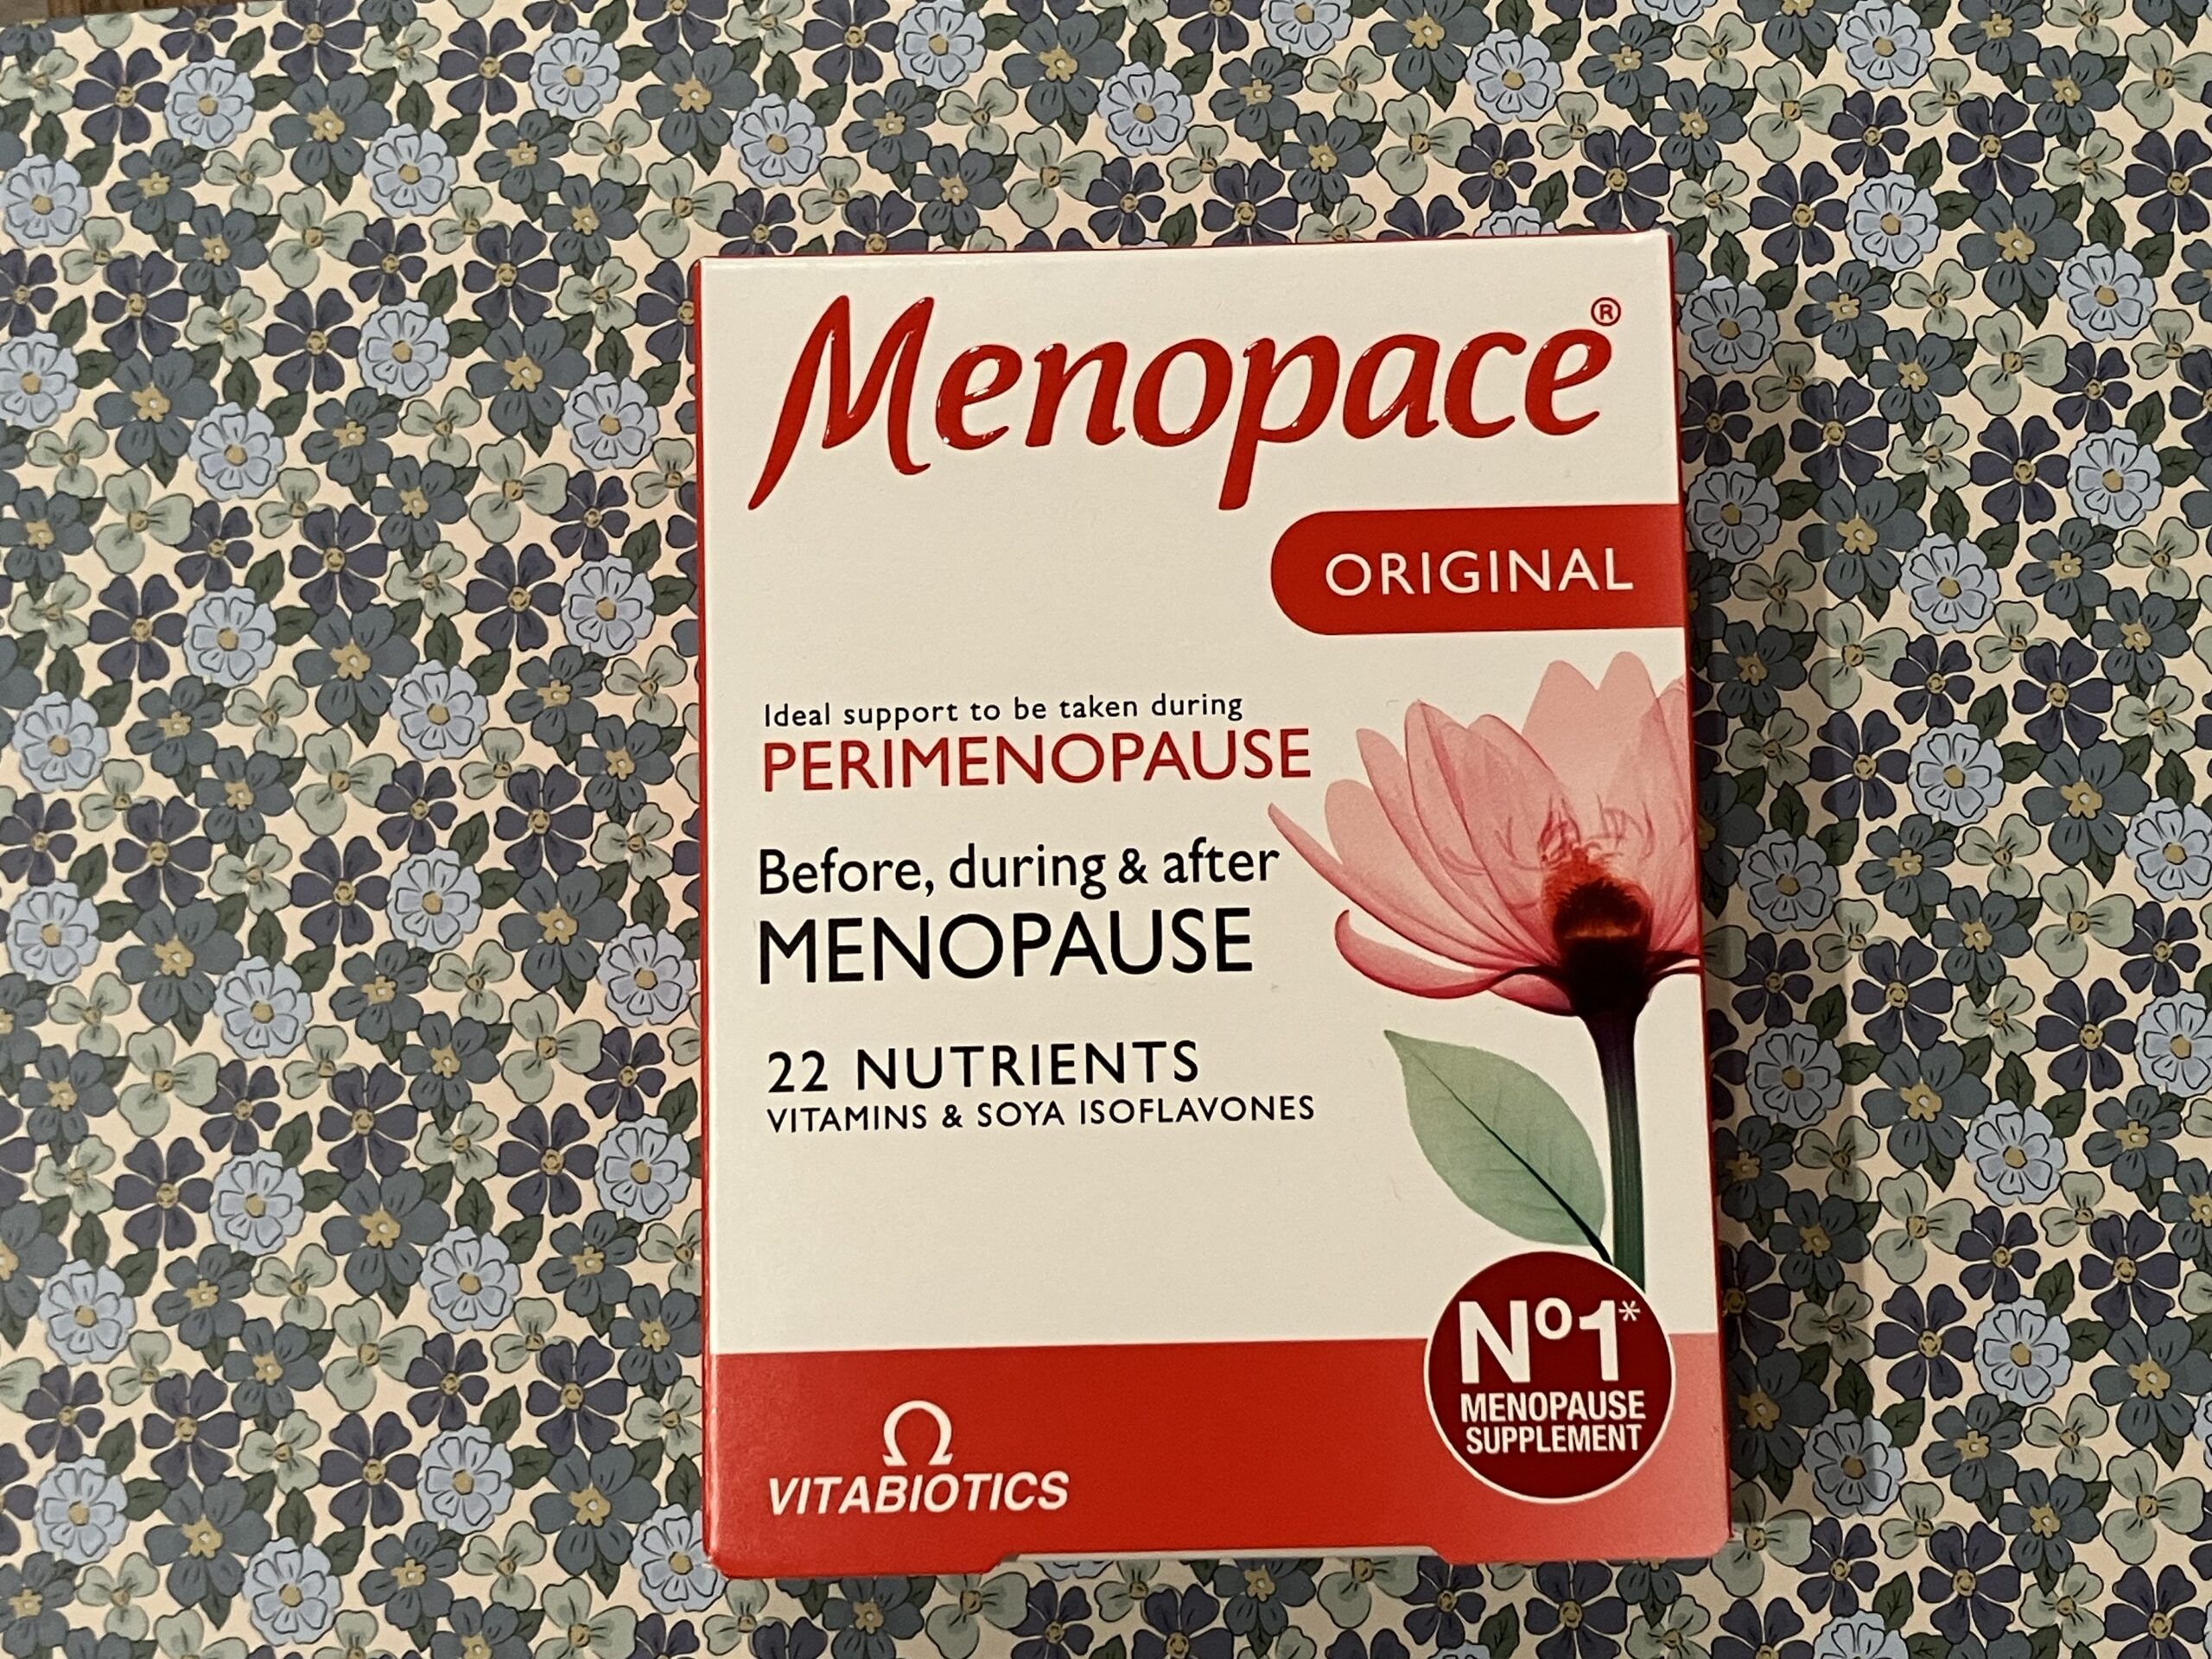 Menopace®
ORIGINAL
Ideal support to be taken during
PERIMENOPAUSE
Before, during & after
MENOPAUSE
22 NUTRIENTS
VITAMINS & SOYA ISOFLAVONES
Nº1*
MENOPAUSE
SUPPLEMENT
VITABIOTICS